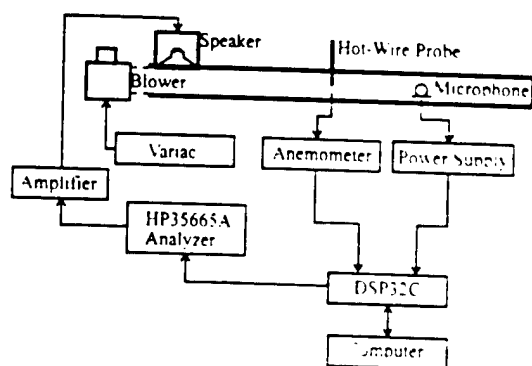 Speaker
Hot-Wire Probe
Blower
Microphone
Variac
Anemometer
Power Supply
Amplifier
HP35665A
Analyzer
DSP32C
Computer